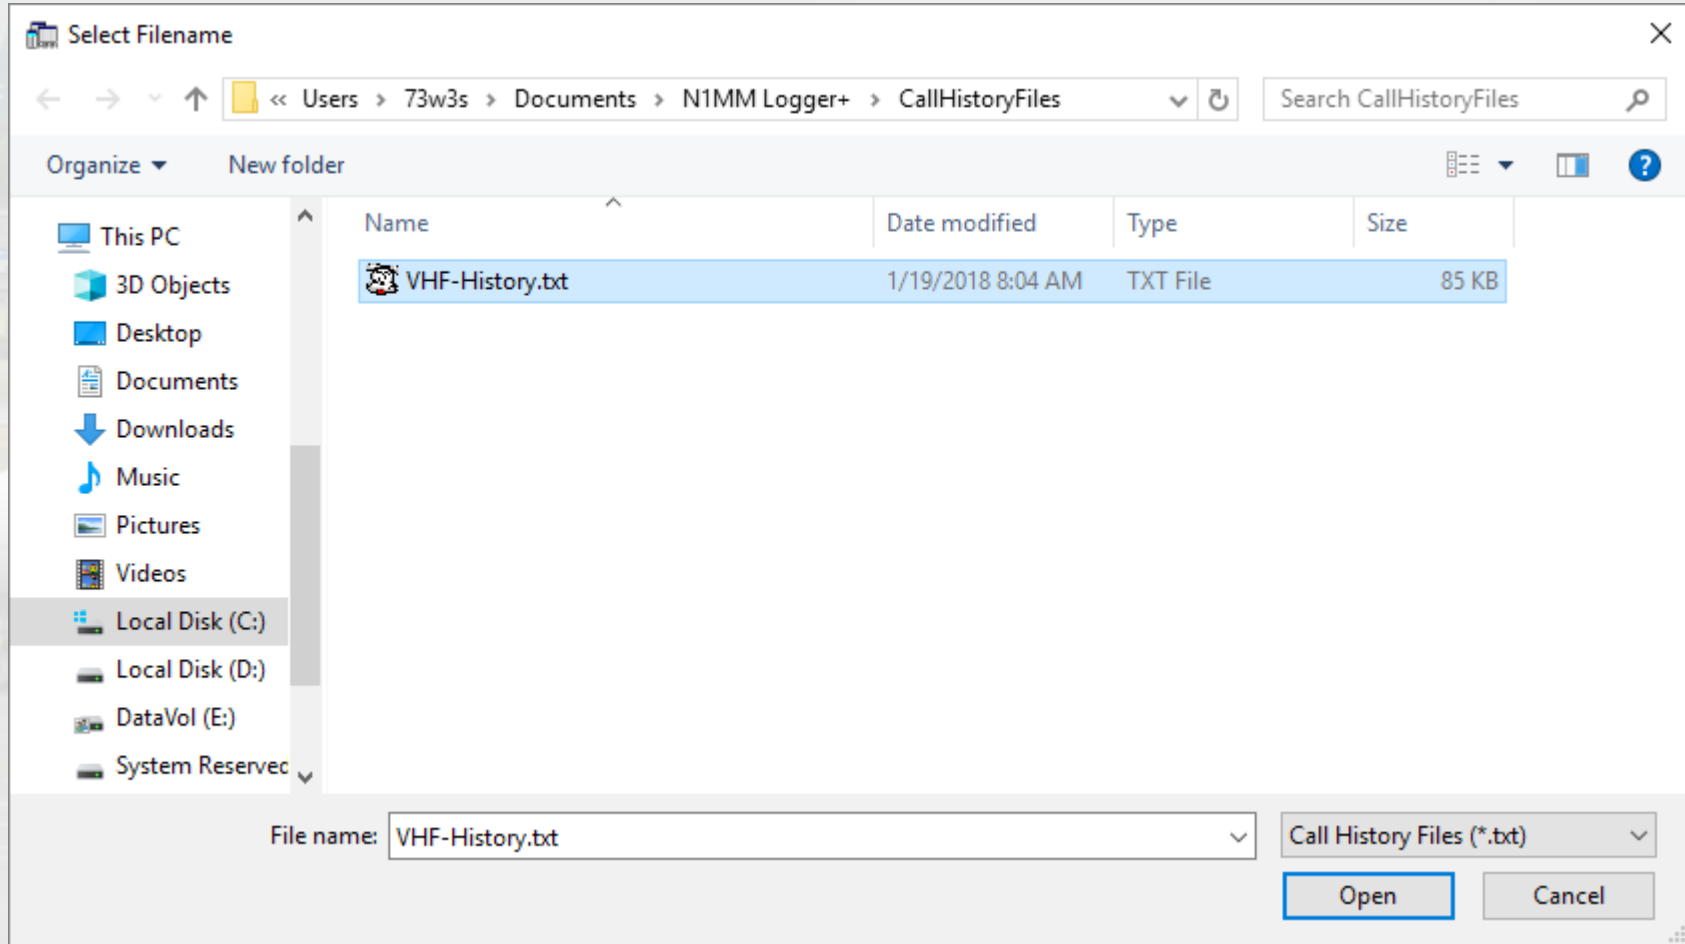 Select Filename
« Users › 73w3s › Documents › N1MM Logger+ › CallHistoryFiles
Search CallHistoryFiles
Organize
New folder
?
Name
Date modified
Type
Size
VHF-History.txt
1/19/2018 8:04 AM
TXT File
85 KB
This PC
3D Objects
Desktop
Documents
Downloads
Music
Pictures
Videos
Local Disk (C:)
Local Disk (D:)
DataVol (E:)
System Reserved
File name:
VHF-History.txt
Call History Files (*.txt)
Open
Cancel